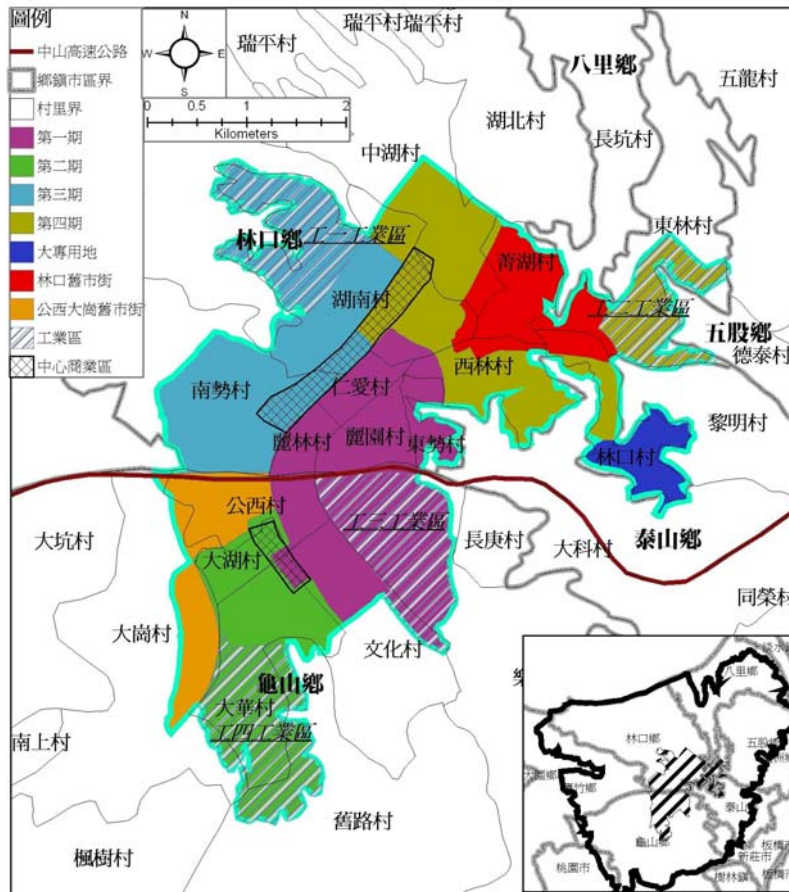 圖例
中山高速公路
鄉鎮市區界
村里界
第一期
第二期
第三期
第四期
大專用地
林口舊市街
公西大崗舊市街
工業區
中心商業區
N
W
E
S
0
0.5
1
2
Kilometers
瑞平村
瑞平村
瑞平村
八里鄉
五龍村
湖北村
長坑村
中湖村
東林村
林口鄉
工一工業區
菁湖村
湖南村
工二工業區
五股鄉
德泰村
西林村
南勢村
仁愛村
黎明村
麗林村
麗園村
東勢村
林口村
公西村
工三工業區
大坑村
長庚村
大科村
泰山鄉
大湖村
同榮村
大崗村
文化村
龜山鄉
大華村
工四工業區
南上村
舊路村
楓樹村
八里鄉
林口鄉
五股
泰山
龜山鄉
新莊市
板橋市
桃園市
樹林鎮
板橋市